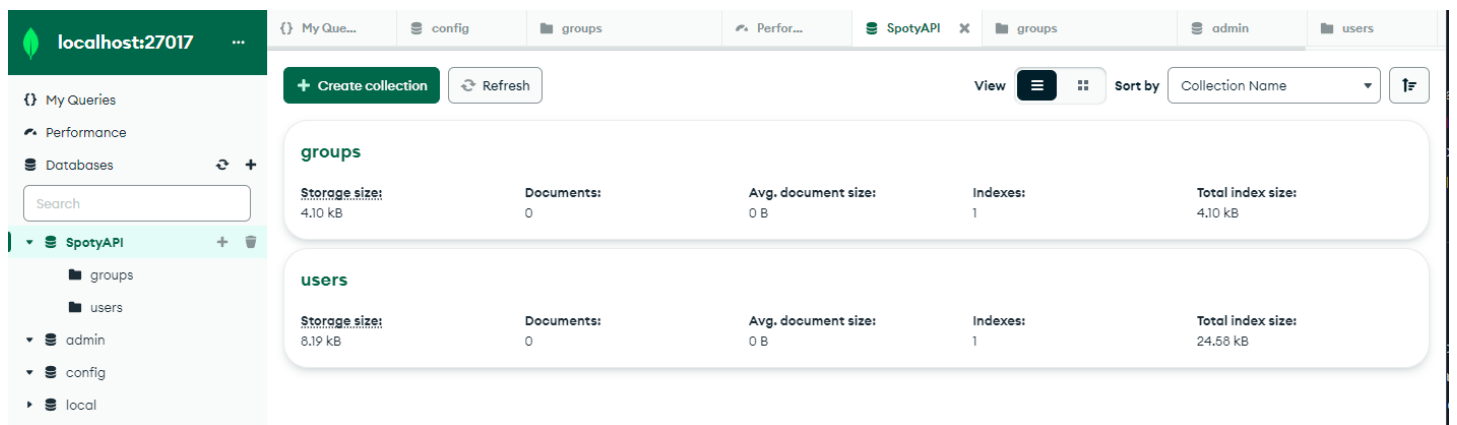 localhost:27017 ...
{} My Queries
Performance
Databases
Search
SpotyAPI
groups
users
admin
config
local
{} My Que... config groups Perfor... SpotyAPI groups admin users
+ Create collection Refresh View Sort by Collection Name
groups
Storage size: Documents: Avg. document size: Indexes: Total index size:
4.10 kB 0 0 B 1 4.10 kB
users
Storage size: Documents: Avg. document size: Indexes: Total index size:
8.19 kB 0 0 B 1 24.58 kB